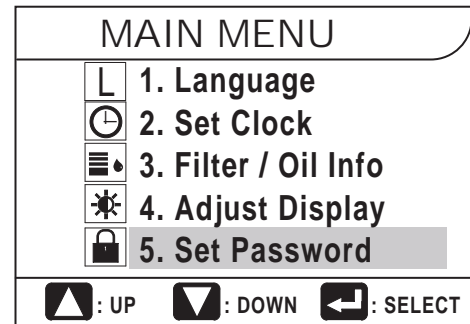 MAIN MENU
L 1. Language
2. Set Clock
3. Filter / Oil Info
4. Adjust Display
5. Set Password
: UP : DOWN : SELECT